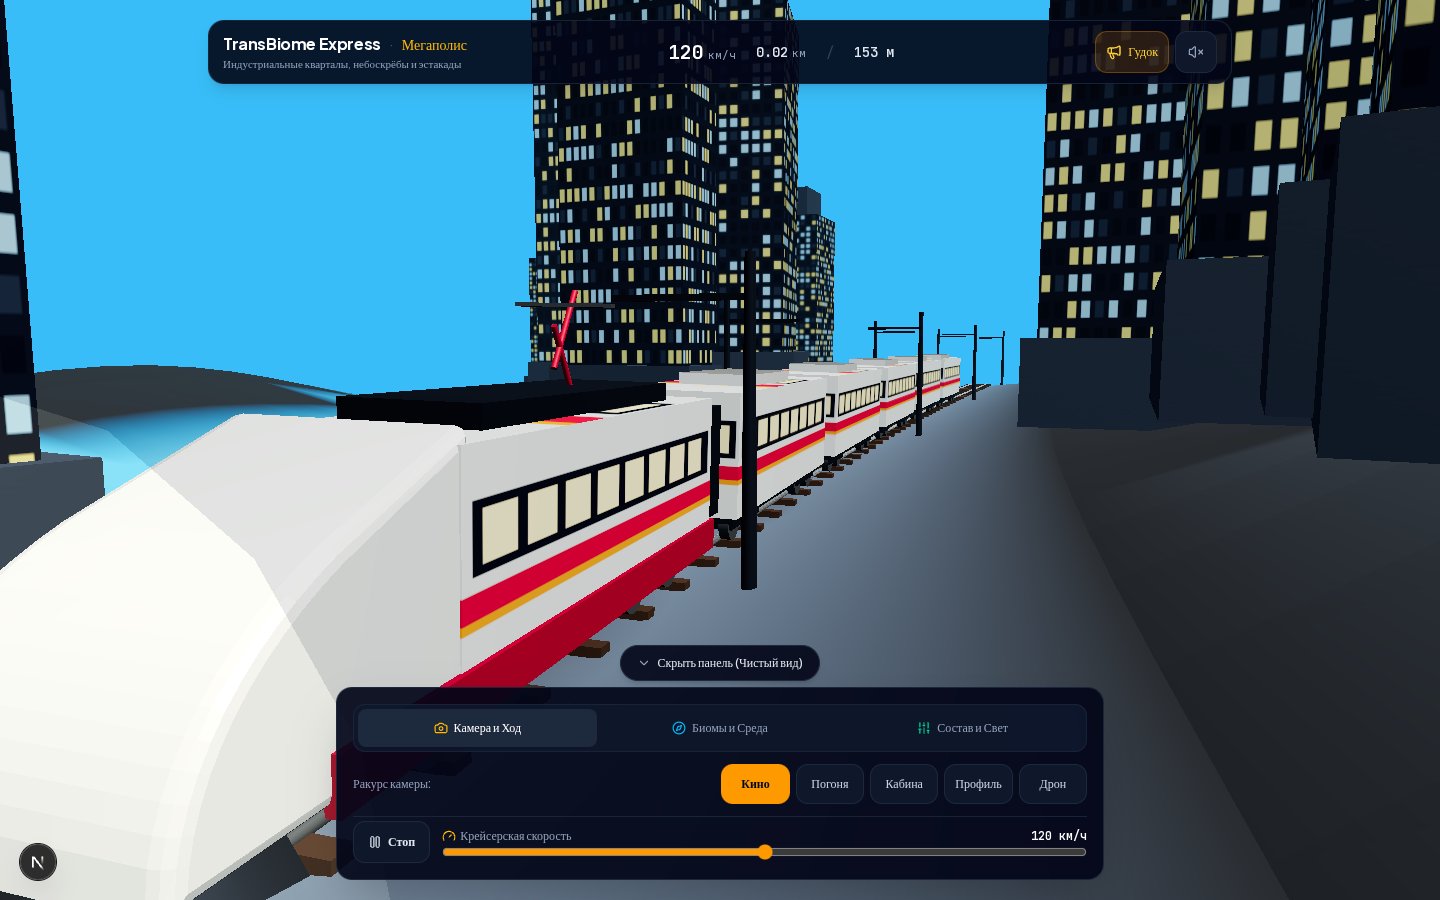 TransBiome Express · Мегаполис
Индустриальные кварталы, небоскрёбы и эстакады
120 км/ч 0.02 км / 153 м
Гудок
Скрыть панель (Чистый вид)
Камера и Ход
Биомы и Среда
Состав и Свет
Ракурс камеры:
Кино
Погоня
Кабина
Профиль
Дрон
Стоп
Крейсерская скорость
120 км/ч
N